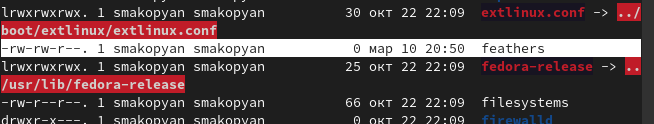 lrwxrwxrwx. 1 smakopyan smakopyan 30 окт 22 22:09 extlinux.conf -> ../
boot/extlinux/extlinux.conf
-rw-rw-r--. 1 smakopyan smakopyan 0 мар 10 20:50 feathers
lrwxrwxrwx. 1 smakopyan smakopyan 25 окт 22 22:09 fedora-release -> ..
/usr/lib/fedora-release
-rw-r--r--. 1 smakopyan smakopyan 66 окт 22 22:09 filesystems
drwxr-x---. 1 smakopyan smakopyan 0 окт 22 22:09 firewalld